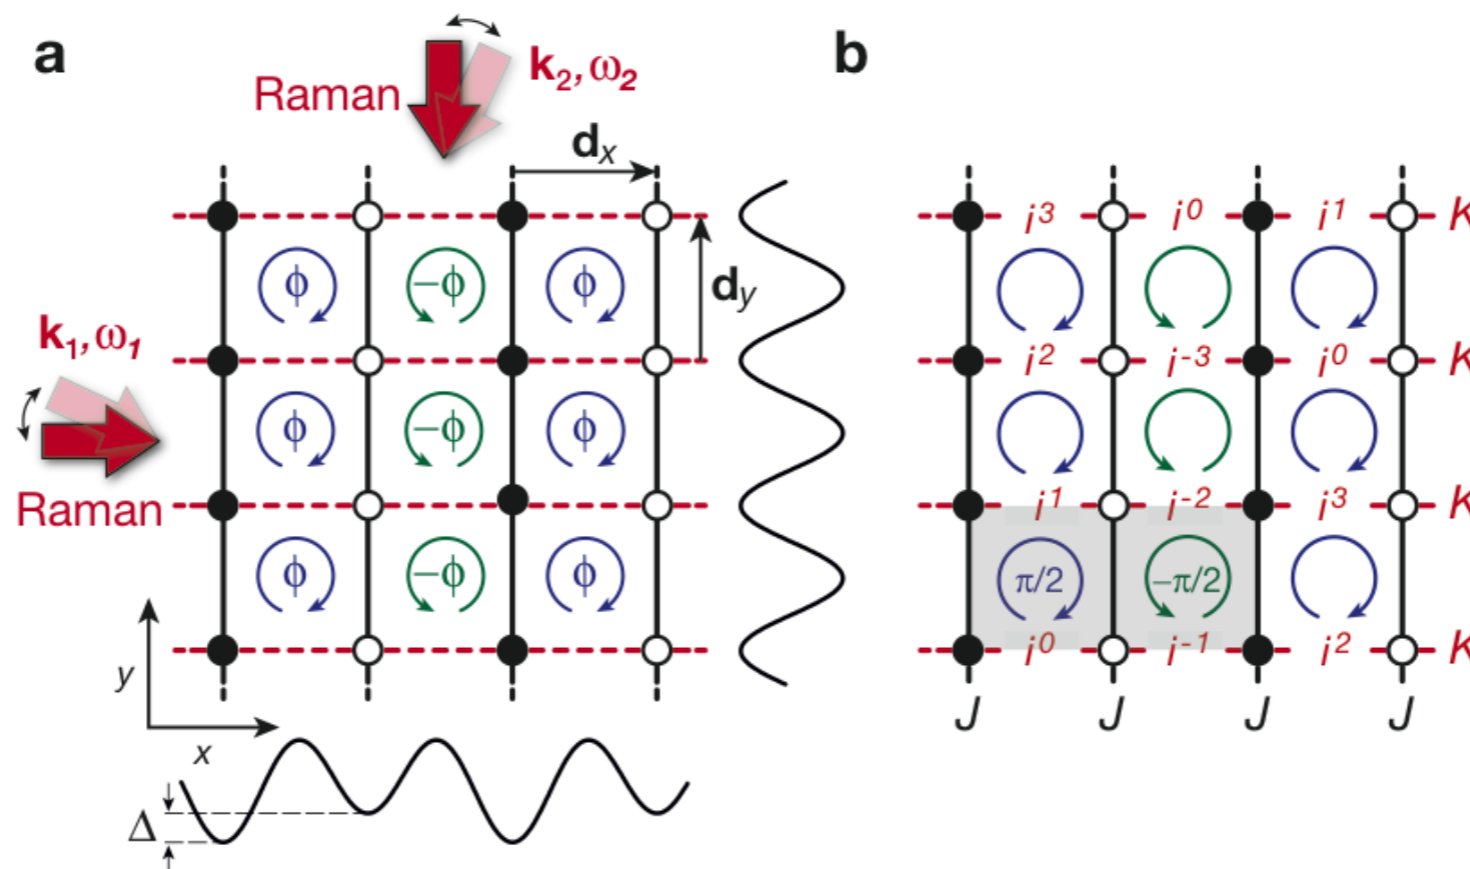 a
Raman
k₂, ω₂
dₓ
ϕ −ϕ ϕ
d_y
k₁, ω₁
ϕ −ϕ ϕ
Raman
ϕ −ϕ ϕ
y
x
Δ
b
i³ i⁰ i¹ K
i² i⁻³ i⁰ K
i¹ i⁻² i³ K
π/2 −π/2
i⁰ i⁻¹ i² K
J J J J